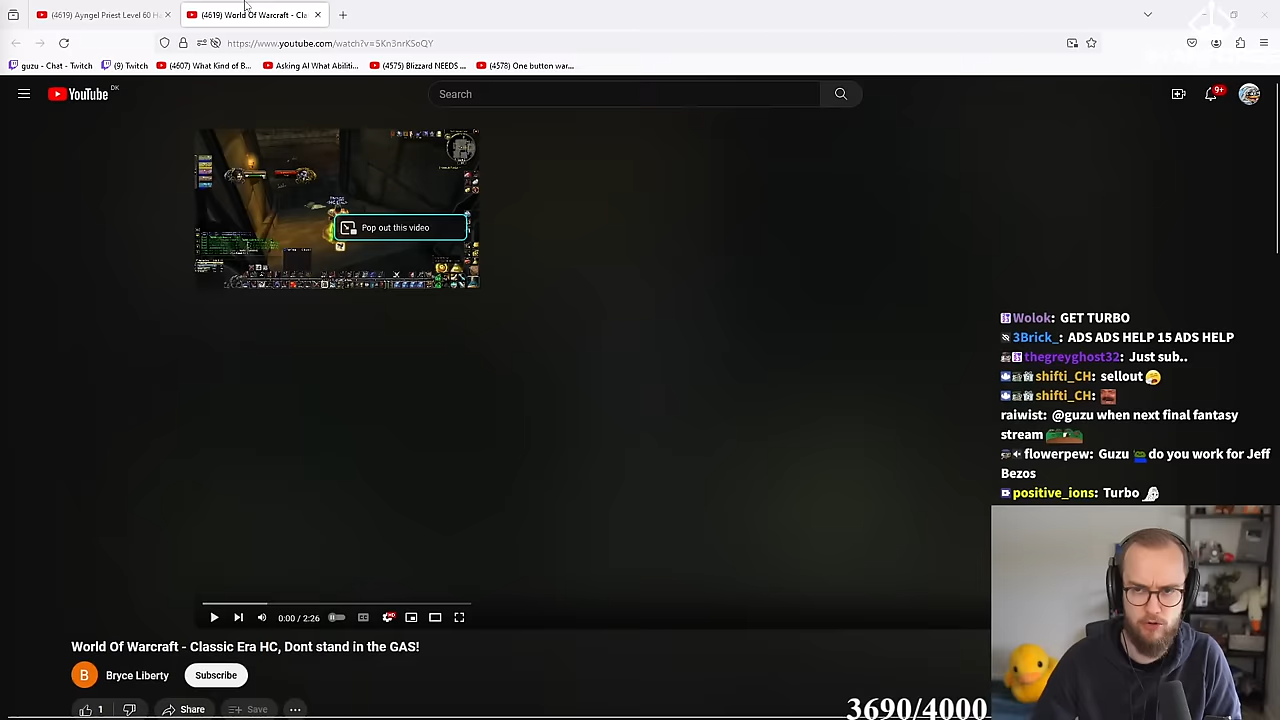 (4619) Ayngel Priest Level 60 H
(4619) World Of Warcraft - Cla
https://www.youtube.com/watch?v=5Kn3nrKSoQY
guzu - Chat - Twitch
(9) Twitch
(4607) What Kind of B...
Asking AI What Abiliti...
(4575) Blizzard NEEDS ...
(4578) One button war...
YouTube DK
Search
9+
Pop out this video
Wolok: GET TURBO
3Brick_: ADS ADS HELP 15 ADS HELP
thegreyghost32: Just sub..
shifti_CH: sellout
shifti_CH:
raiwist: @guzu when next final fantasy
stream
flowerpew: Guzu do you work for Jeff
Bezos
positive_ions: Turbo
0:00 / 2:26
CC
HD
World Of Warcraft - Classic Era HC, Dont stand in the GAS!
B
Bryce Liberty
Subscribe
1
Share
Save
3690/4000